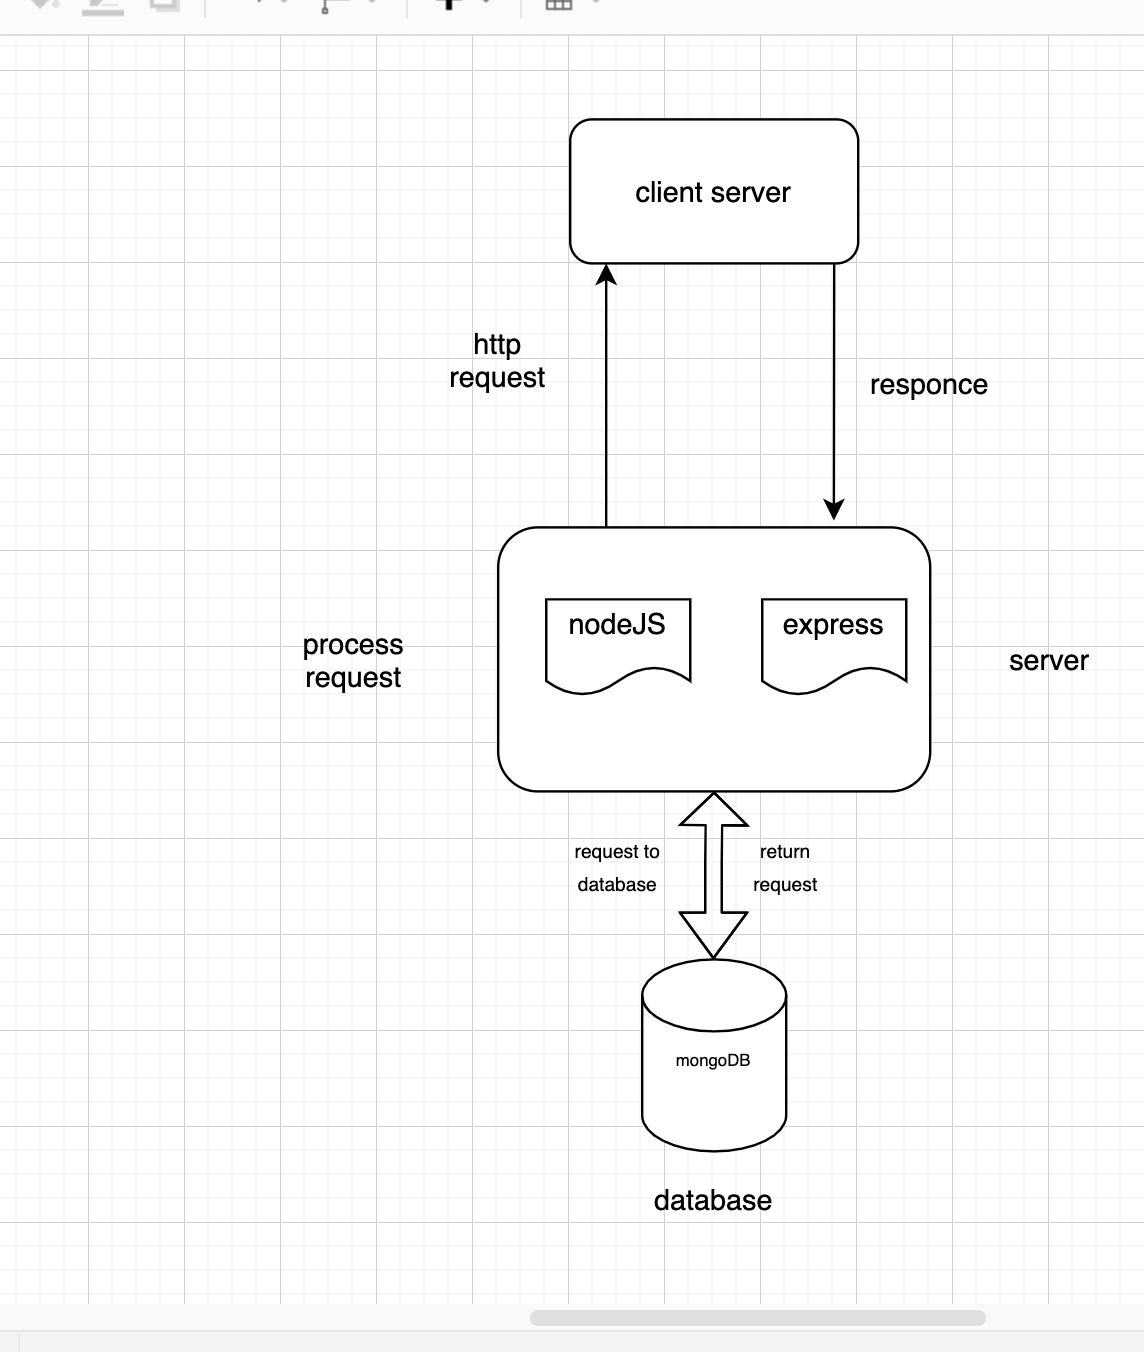 client server
http
request
responce
nodeJS
express
process
request
server
request to
database
return
request
mongoDB
database